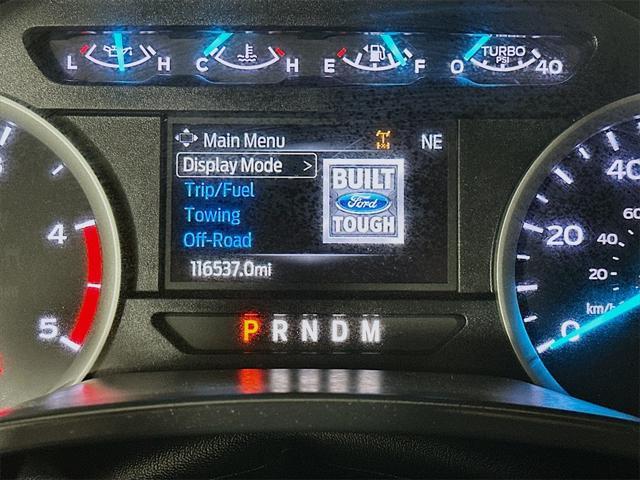 L H C H E F 0 TURBO PSI 40
Main Menu NE
Display Mode >
Trip/Fuel
Towing
Off-Road
BUILT
Ford
TOUGH
116537.0mi
P R N D M
4
5
40
60
20
40
20
km/h
0